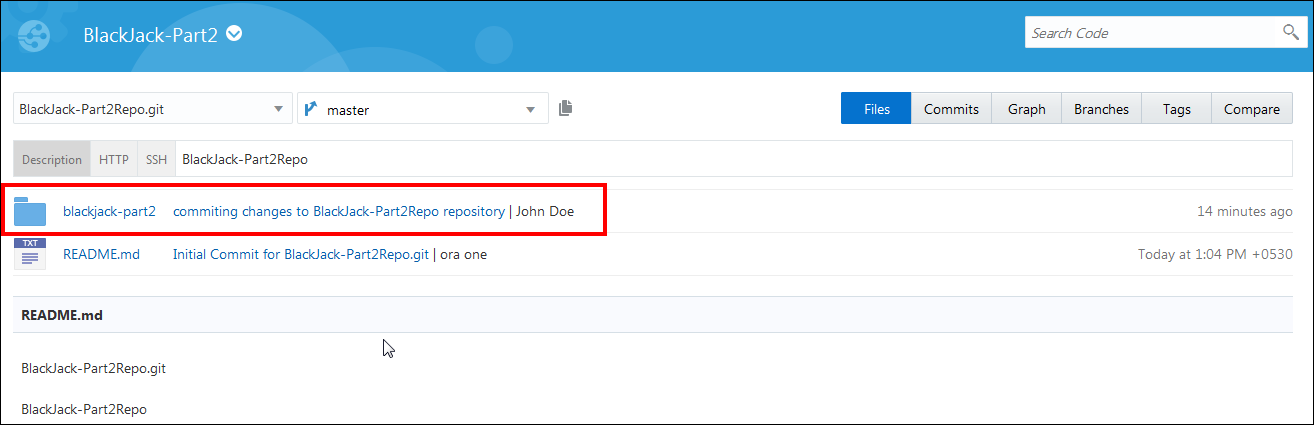 BlackJack-Part2
Search Code
BlackJack-Part2Repo.git master Files Commits Graph Branches Tags Compare
Description HTTP SSH BlackJack-Part2Repo
blackjack-part2 commiting changes to BlackJack-Part2Repo repository | John Doe 14 minutes ago
TXT
README.md Initial Commit for BlackJack-Part2Repo.git | ora one Today at 1:04 PM +0530
README.md
BlackJack-Part2Repo.git
BlackJack-Part2Repo